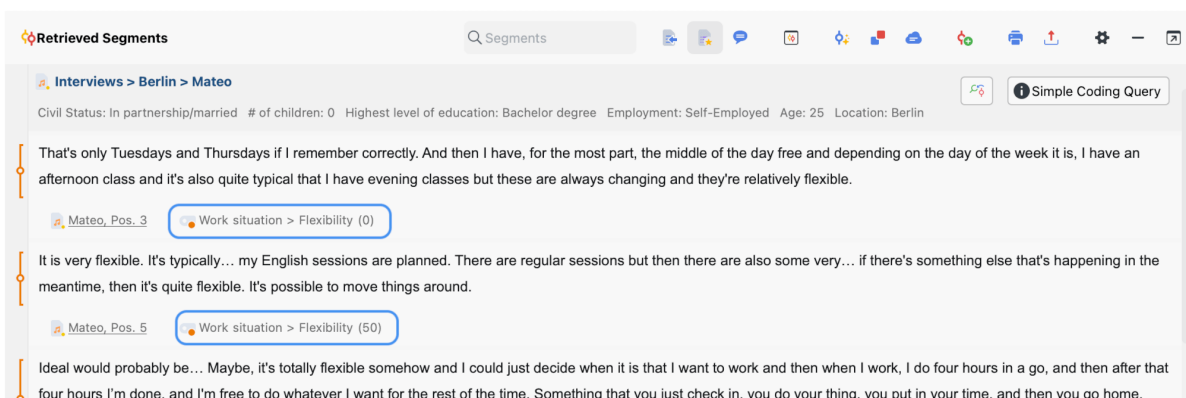 Retrieved Segments
Segments
Interviews > Berlin > Mateo
Simple Coding Query
Civil Status: In partnership/married # of children: 0 Highest level of education: Bachelor degree Employment: Self-Employed Age: 25 Location: Berlin
That's only Tuesdays and Thursdays if I remember correctly. And then I have, for the most part, the middle of the day free and depending on the day of the week it is, I have an
afternoon class and it's also quite typical that I have evening classes but these are always changing and they're relatively flexible.
Mateo, Pos. 3 Work situation > Flexibility (0)
It is very flexible. It's typically… my English sessions are planned. There are regular sessions but then there are also some very… if there's something else that's happening in the
meantime, then it's quite flexible. It's possible to move things around.
Mateo, Pos. 5 Work situation > Flexibility (50)
Ideal would probably be… Maybe, it's totally flexible somehow and I could just decide when it is that I want to work and then when I work, I do four hours in a go, and then after that
four hours I'm done, and I'm free to do whatever I want for the rest of the time. Something that you just check in, you do your thing, you put in your time, and then you go home.